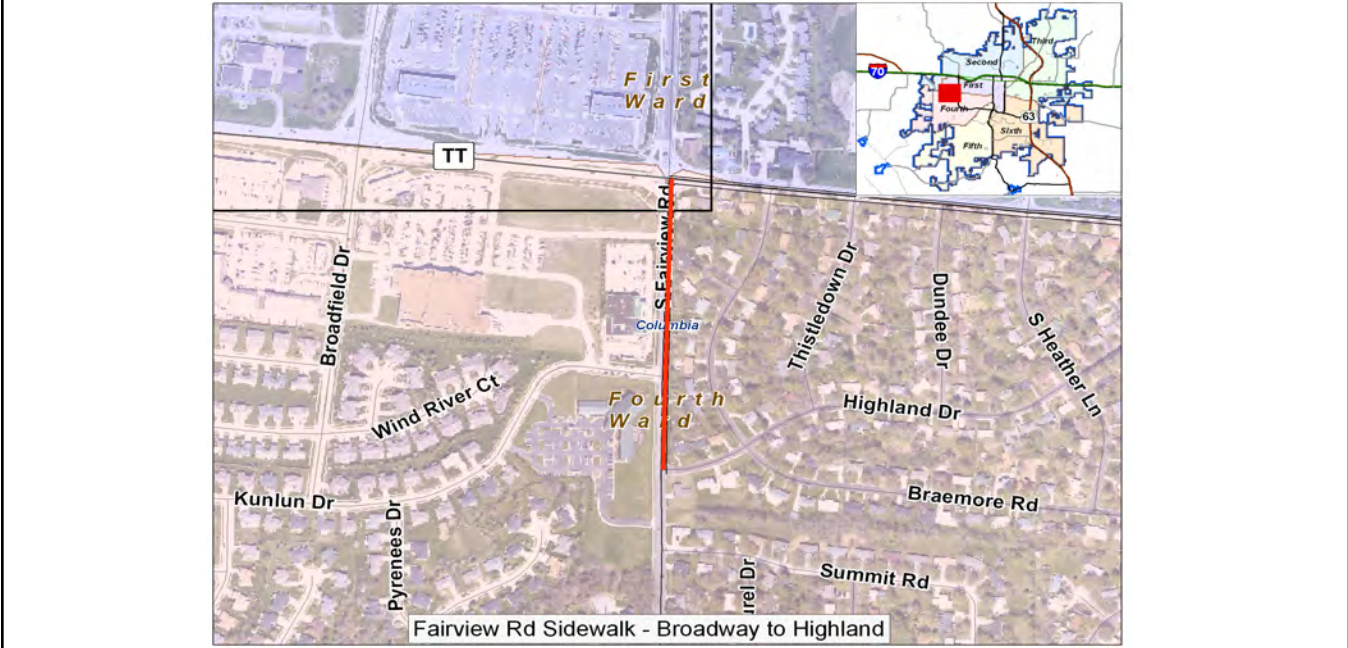 First
Ward
TT
S Fairview Rd
Broadfield Dr
Columbia
Thistledown Dr
Dundee Dr
S Heather Ln
Fourth
Ward
Highland Dr
Wind River Ct
Kunlun Dr
Pyrenees Dr
Braemore Rd
Summit Rd
urel Dr
Fairview Rd Sidewalk - Broadway to Highland
Third
Second
70
First
Fourth
63
Sixth
Fifth